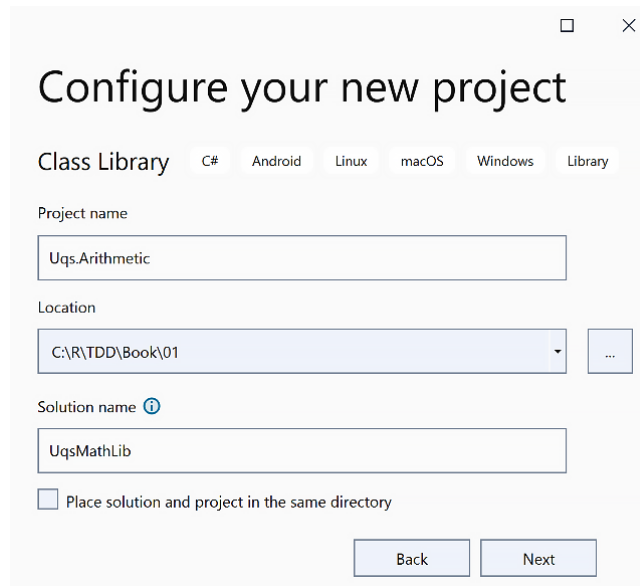 Configure your new project
Class Library C# Android Linux macOS Windows Library
Project name
Uqs.Arithmetic
Location
C:\R\TDD\Book\01
...
Solution name
UqsMathLib
Place solution and project in the same directory
Back Next